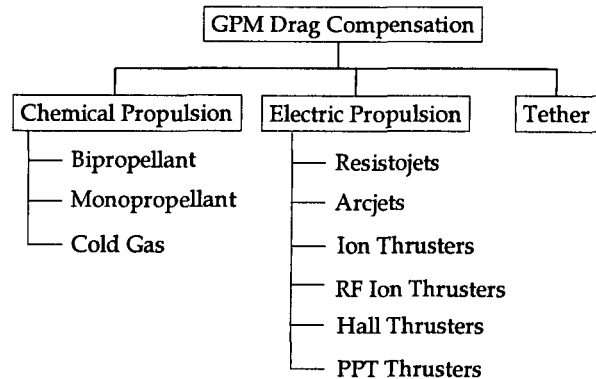 GPM Drag Compensation
Chemical Propulsion
Bipropellant
Monopropellant
Cold Gas
Electric Propulsion
Resistojets
Arcjets
Ion Thrusters
RF Ion Thrusters
Hall Thrusters
PPT Thrusters
Tether